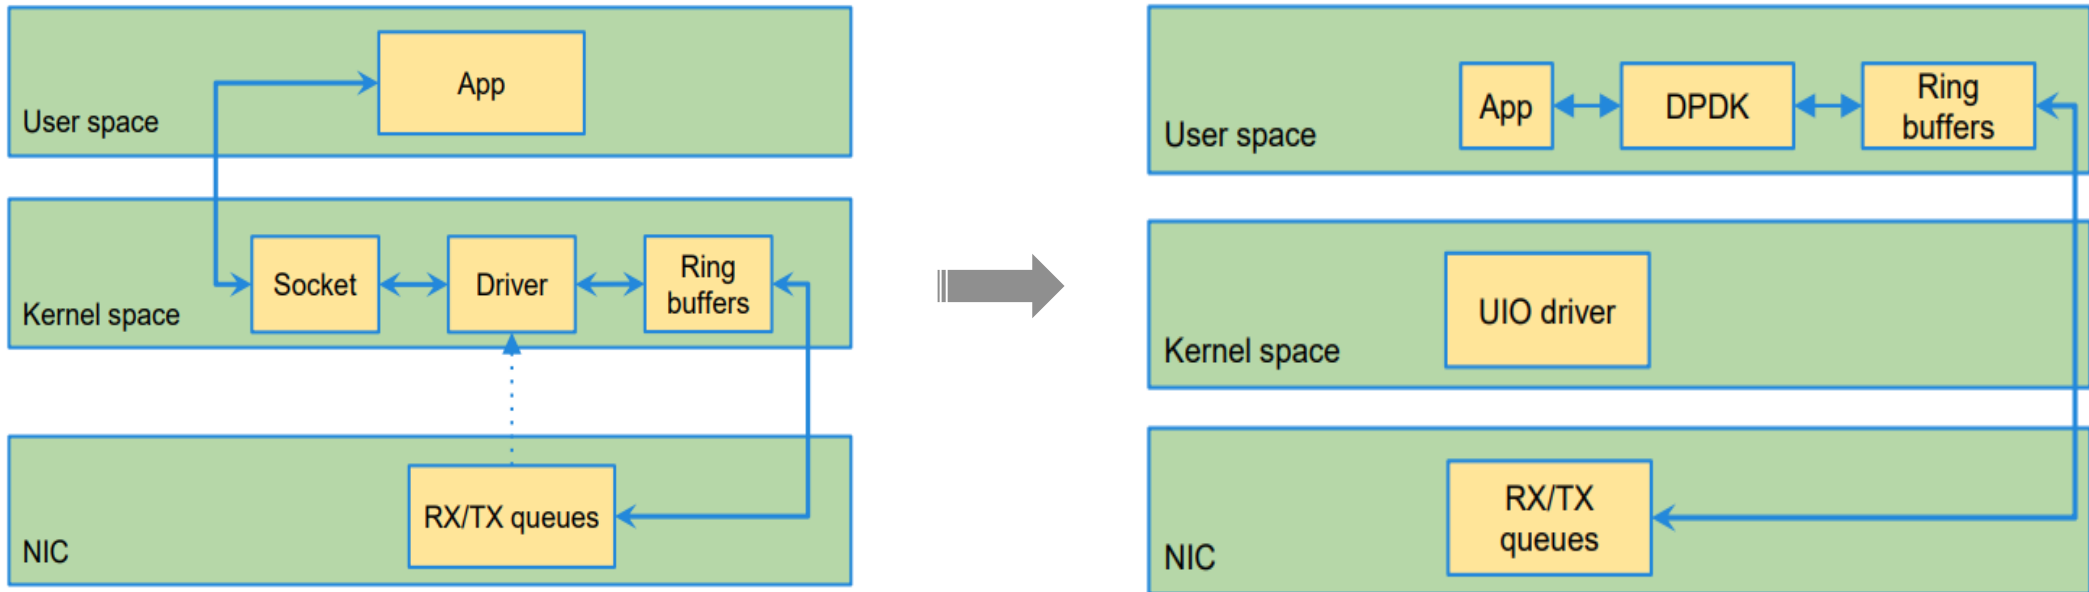 App
User space
Socket
Driver
Ring
buffers
Kernel space
RX/TX queues
NIC
App
DPDK
Ring
buffers
User space
UIO driver
Kernel space
RX/TX
queues
NIC